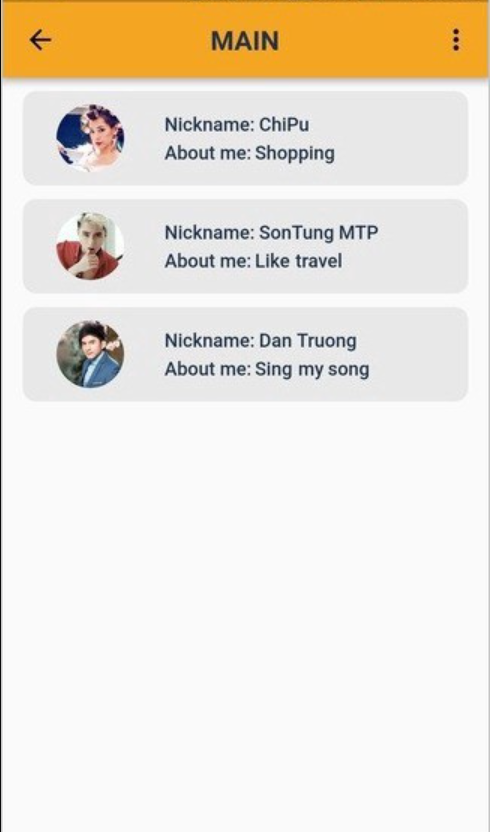 MAIN
Nickname: ChiPu
About me: Shopping
Nickname: SonTung MTP
About me: Like travel
Nickname: Dan Truong
About me: Sing my song